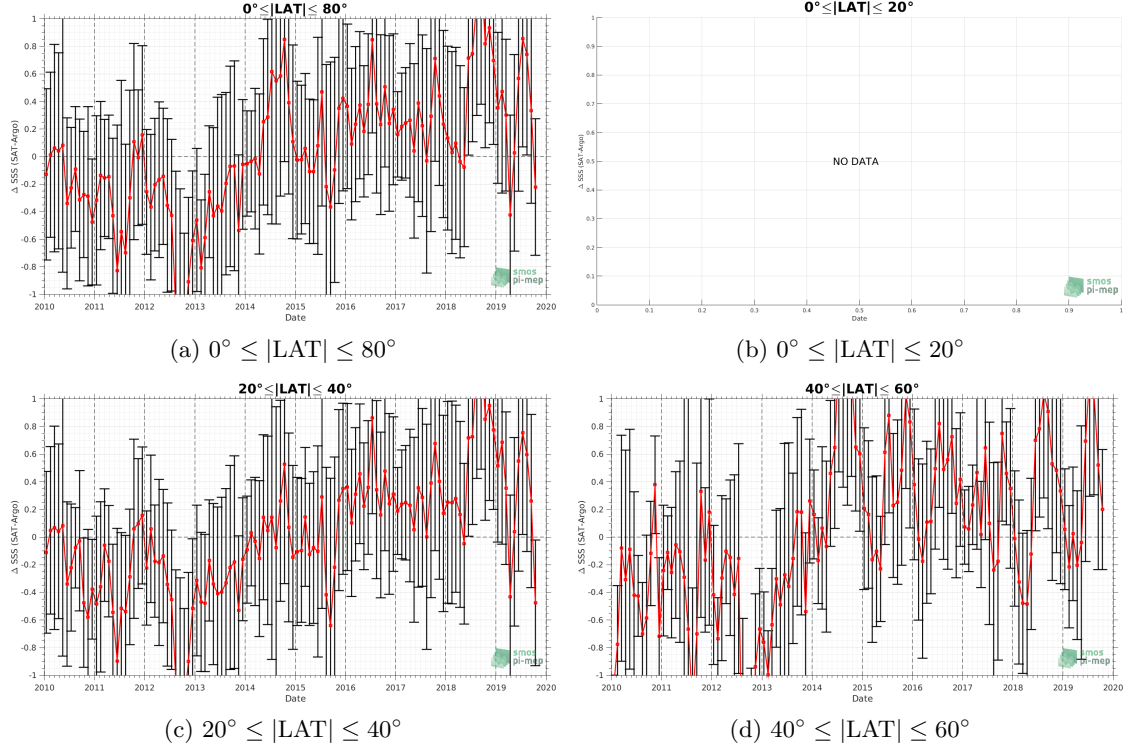 0°≤|LAT|≤ 80°
1
0.8
0.6
0.4
0.2
0
-0.2
-0.4
-0.6
-0.8
-1
Δ SSS (SAT-Argo)
2010 2011 2012 2013 2014 2015 2016 2017 2018 2019 2020
Date
smos
pi-mep
(a) 0° ≤ |LAT| ≤ 80°
0°≤|LAT|≤ 20°
1
0.9
0.8
0.7
0.6
0.5
0.4
0.3
0.2
0.1
0
Δ SSS (SAT-Argo)
NO DATA
0 0.1 0.2 0.3 0.4 0.5 0.6 0.7 0.8 0.9 1
Date
smos
pi-mep
(b) 0° ≤ |LAT| ≤ 20°
20°≤|LAT|≤ 40°
1
0.8
0.6
0.4
0.2
0
-0.2
-0.4
-0.6
-0.8
-1
Δ SSS (SAT-Argo)
2010 2011 2012 2013 2014 2015 2016 2017 2018 2019 2020
Date
smos
pi-mep
(c) 20° ≤ |LAT| ≤ 40°
40°≤|LAT|≤ 60°
1
0.8
0.6
0.4
0.2
0
-0.2
-0.4
-0.6
-0.8
-1
Δ SSS (SAT-Argo)
2010 2011 2012 2013 2014 2015 2016 2017 2018 2019 2020
Date
smos
pi-mep
(d) 40° ≤ |LAT| ≤ 60°